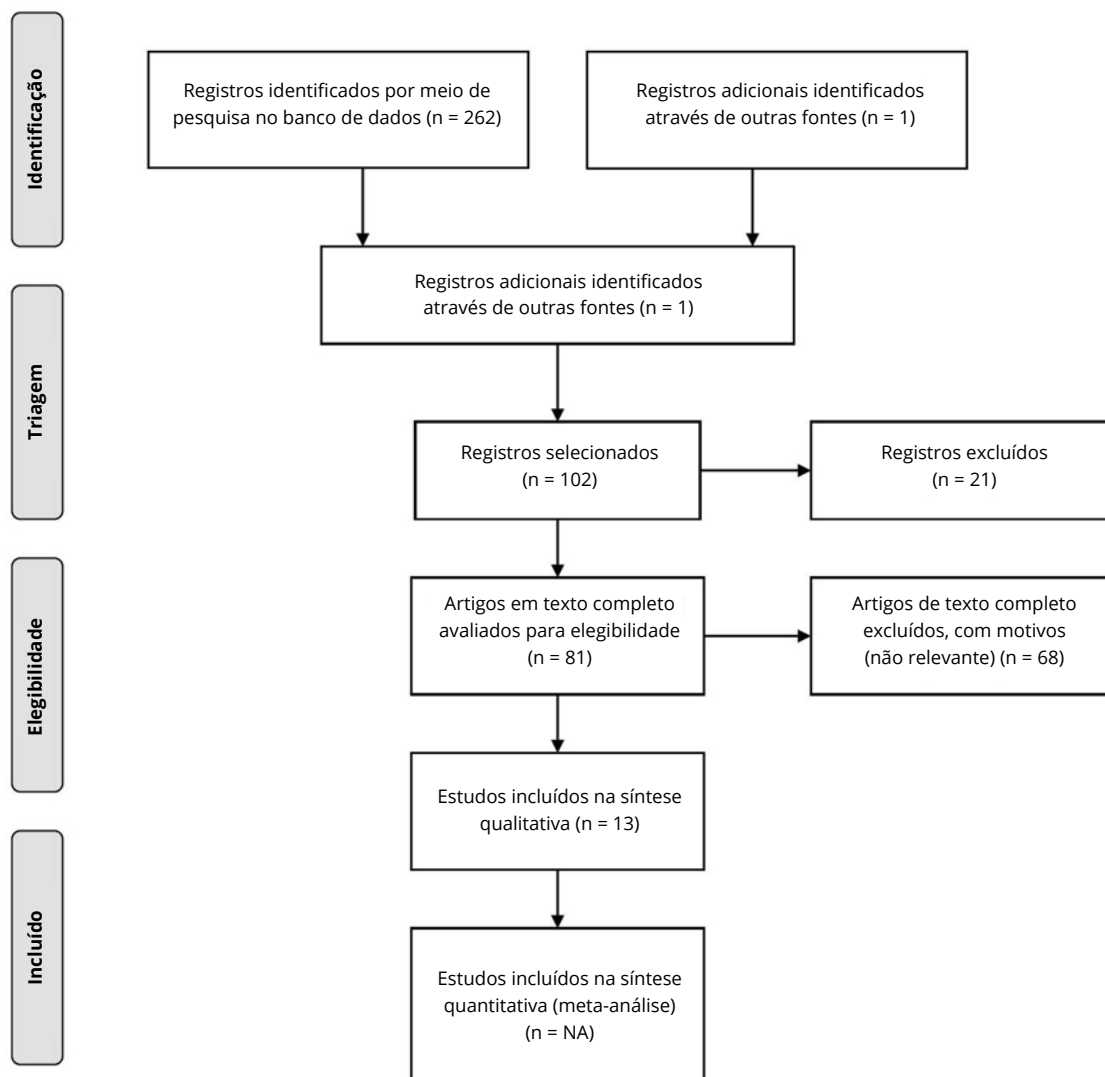 Identificação
Registros identificados por meio de
pesquisa no banco de dados (n = 262)
Registros adicionais identificados
através de outras fontes (n = 1)
Registros adicionais identificados
através de outras fontes (n = 1)
Triagem
Registros selecionados
(n = 102)
Registros excluídos
(n = 21)
Elegibilidade
Artigos em texto completo
avaliados para elegibilidade
(n = 81)
Artigos de texto completo
excluídos, com motivos
(não relevante) (n = 68)
Estudos incluídos na síntese
qualitativa (n = 13)
Incluído
Estudos incluídos na síntese
quantitativa (meta-análise)
(n = NA)